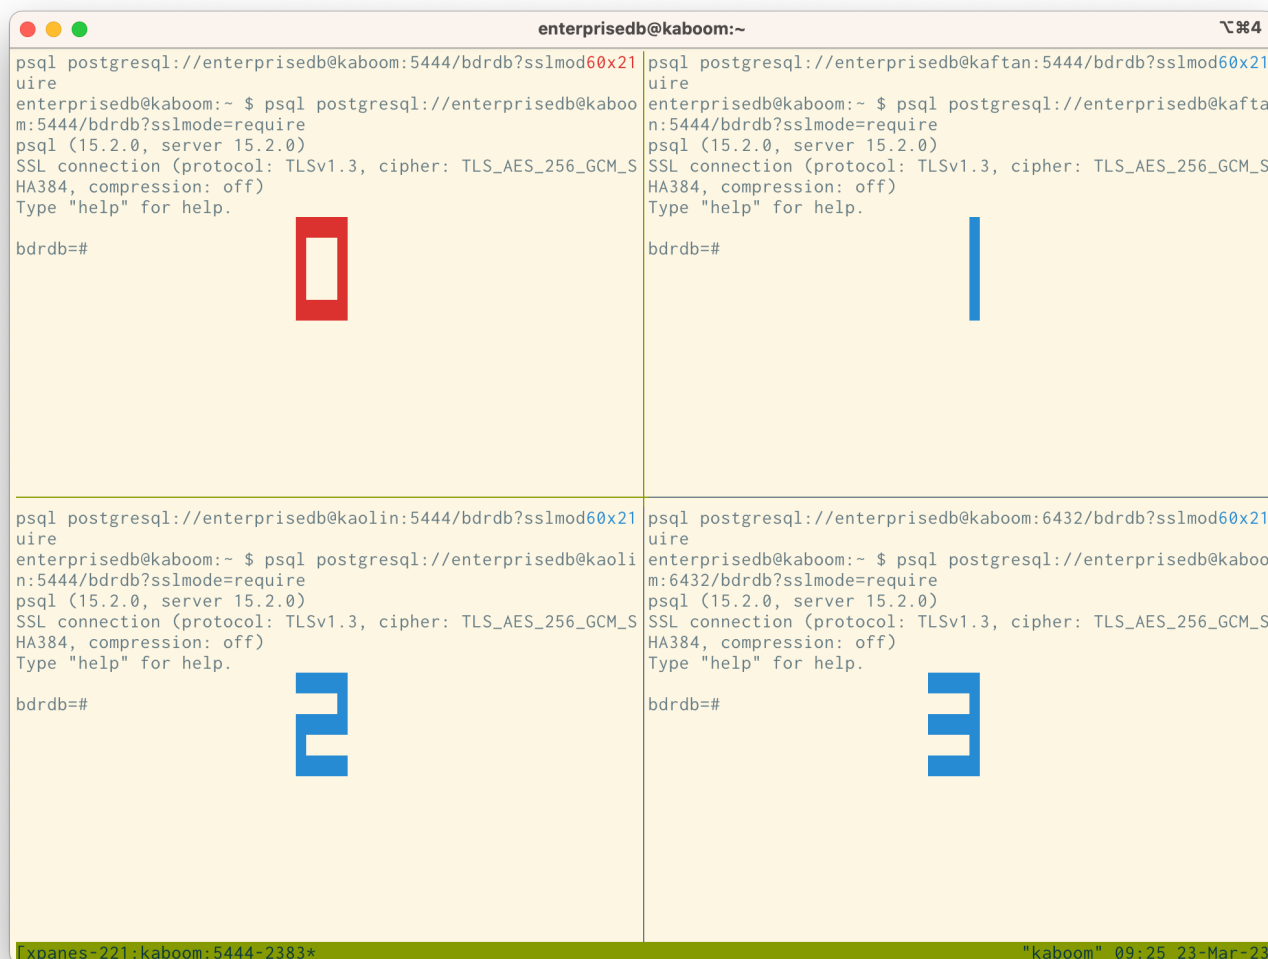 enterprisedb@kaboom:~
⌥⌘4
psql postgresql://enterprisedb@kaboom:5444/bdrdb?sslmod60x21
uire
enterprisedb@kaboom:~ $ psql postgresql://enterprisedb@kaboo
m:5444/bdrdb?sslmode=require
psql (15.2.0, server 15.2.0)
SSL connection (protocol: TLSv1.3, cipher: TLS_AES_256_GCM_S
HA384, compression: off)
Type "help" for help.
bdrdb=#
0
psql postgresql://enterprisedb@kaftan:5444/bdrdb?sslmod60x21
uire
enterprisedb@kaboom:~ $ psql postgresql://enterprisedb@kafta
n:5444/bdrdb?sslmode=require
psql (15.2.0, server 15.2.0)
SSL connection (protocol: TLSv1.3, cipher: TLS_AES_256_GCM_S
HA384, compression: off)
Type "help" for help.
bdrdb=#
1
psql postgresql://enterprisedb@kaolin:5444/bdrdb?sslmod60x21
uire
enterprisedb@kaboom:~ $ psql postgresql://enterprisedb@kaoli
n:5444/bdrdb?sslmode=require
psql (15.2.0, server 15.2.0)
SSL connection (protocol: TLSv1.3, cipher: TLS_AES_256_GCM_S
HA384, compression: off)
Type "help" for help.
bdrdb=#
2
psql postgresql://enterprisedb@kaboom:6432/bdrdb?sslmod60x21
uire
enterprisedb@kaboom:~ $ psql postgresql://enterprisedb@kaboo
m:6432/bdrdb?sslmode=require
psql (15.2.0, server 15.2.0)
SSL connection (protocol: TLSv1.3, cipher: TLS_AES_256_GCM_S
HA384, compression: off)
Type "help" for help.
bdrdb=#
3
[xpanes-221:kaboom:5444-2383* "kaboom" 09:25 23-Mar-23